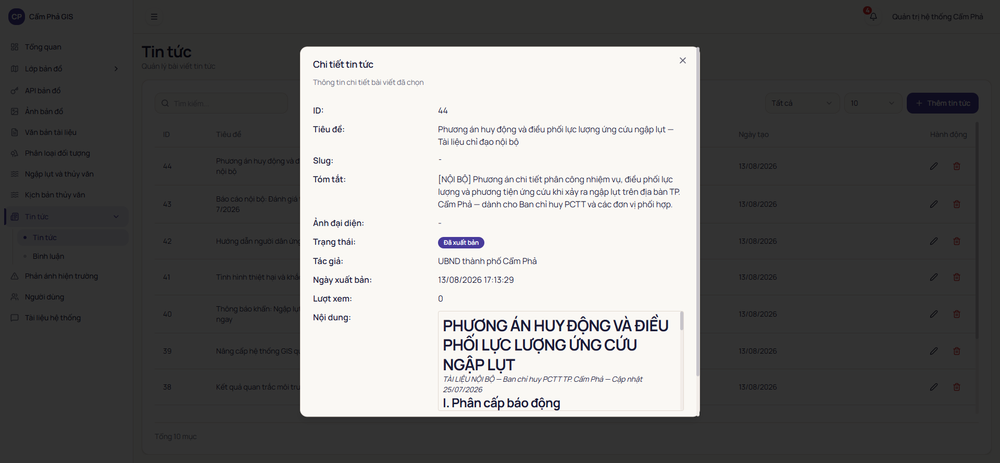 CP Cẩm Phả GIS
4
Quản trị hệ thống Cẩm Phả
Tổng quan
Lớp bản đồ
API bản đồ
Ảnh bản đồ
Văn bản tài liệu
Phân loại đối tượng
Ngập lụt và thủy văn
Kịch bản thủy văn
Tin tức
Tin tức
Bình luận
Phản ánh hiện trường
Người dùng
Tài liệu hệ thống
Tin tức
Quản lý bài viết tin tức
Tìm kiếm...
Tất cả
10
Thêm tin tức
ID
Tiêu đề
Ngày tạo
Hành động
44
Phương án huy động và
nội bộ
13/08/2026
43
Báo cáo nội bộ: Đánh giá
7/2026
13/08/2026
42
Hướng dẫn người dân ứng
13/08/2026
41
Tình hình thiệt hại và
13/08/2026
40
Thông báo khẩn: Ngập
ngay
13/08/2026
39
Nâng cấp hệ thống GIS
13/08/2026
38
Kết quả quan trắc môi
13/08/2026
Tổng 10 mục
Chi tiết tin tức
Thông tin chi tiết bài viết đã chọn
ID:
44
Tiêu đề:
Phương án huy động và điều phối lực lượng ứng cứu ngập lụt —
Tài liệu chỉ đạo nội bộ
Slug:
-
Tóm tắt:
[NỘI BỘ] Phương án chi tiết phân công nhiệm vụ, điều phối lực
lượng và phương tiện ứng cứu khi xảy ra ngập lụt trên địa bàn TP.
Cẩm Phả — dành cho Ban chỉ huy PCTT và các đơn vị phối hợp.
Ảnh đại diện:
-
Trạng thái:
Đã xuất bản
Tác giả:
UBND thành phố Cẩm Phả
Ngày xuất bản:
13/08/2026 17:13:29
Lượt xem:
0
Nội dung:
PHƯƠNG ÁN HUY ĐỘNG VÀ ĐIỀU
PHỐI LỰC LƯỢNG ỨNG CỨU
NGẬP LỤT
TÀI LIỆU NỘI BỘ — Ban chỉ huy PCTT TP. Cẩm Phả — Cập nhật
25/07/2026
I. Phân cấp báo động